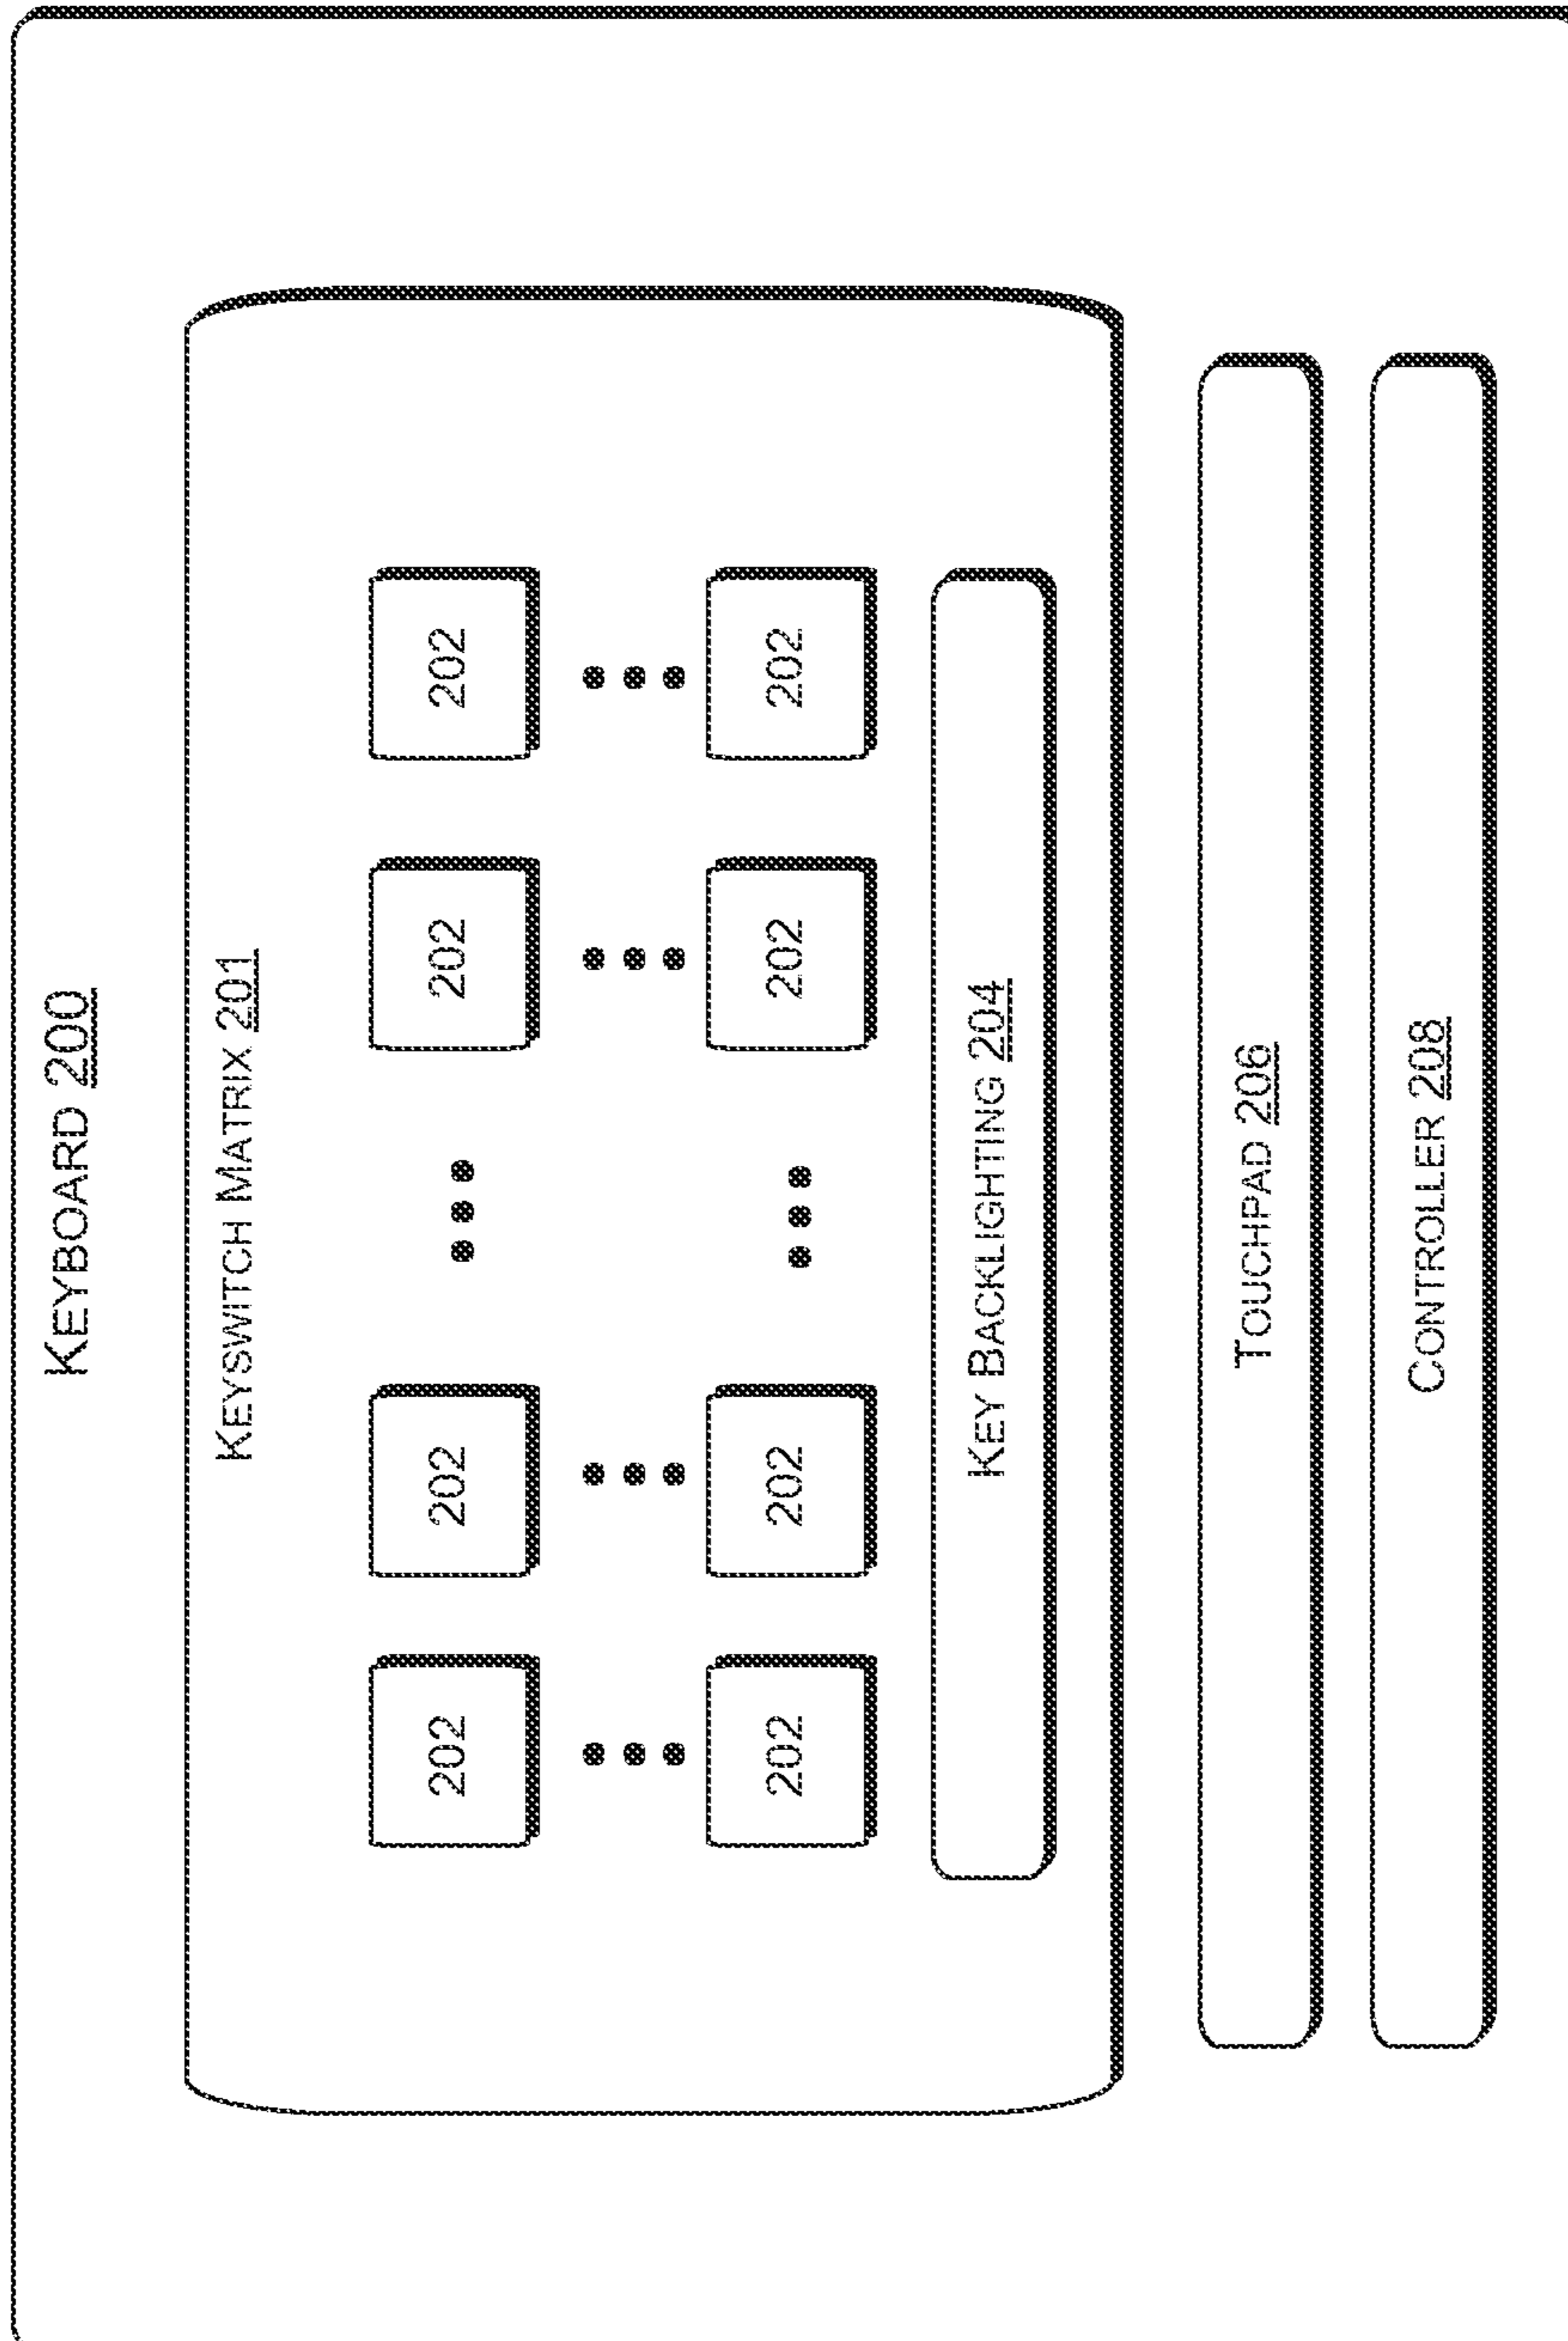 KEYBOARD 200
KEYSWITCH MATRIX 201
202 202 202 202
202 202 202 202
KEY BACKLIGHTING 204
TOUCHPAD 206
CONTROLLER 208